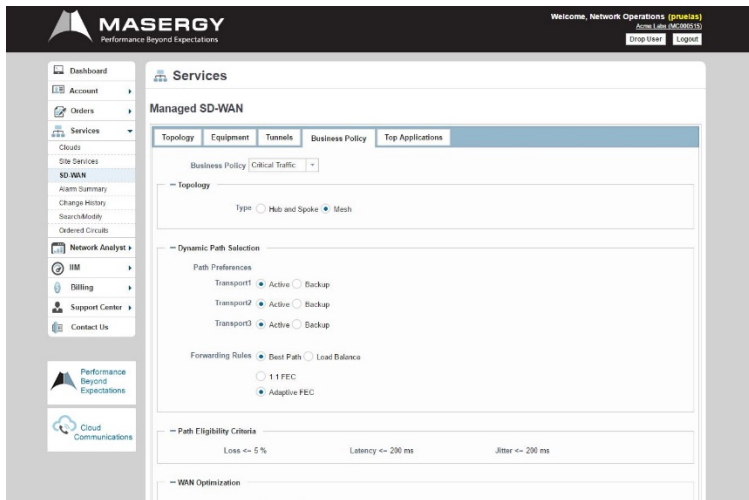 MASERGY
Performance Beyond Expectations
Welcome, Network Operations (pruelas)
Acme Labs (MC000515)
Drop User Logout
Dashboard
Account
Orders
Services
Clouds
Site Services
SD-WAN
Alarm Summary
Change History
Search/Modify
Ordered Circuits
Network Analyst
IIM
Billing
Support Center
Contact Us
Performance
Beyond
Expectations
Cloud
Communications
Services
Managed SD-WAN
Topology Equipment Tunnels Business Policy Top Applications
Business Policy Critical Traffic
Topology
Type Hub and Spoke Mesh
Dynamic Path Selection
Path Preferences
Transport1 Active Backup
Transport2 Active Backup
Transport3 Active Backup
Forwarding Rules Best Path Load Balance
1:1 FEC
Adaptive FEC
Path Eligibility Criteria
Loss <= 5 % Latency <= 200 ms Jitter <= 200 ms
WAN Optimization